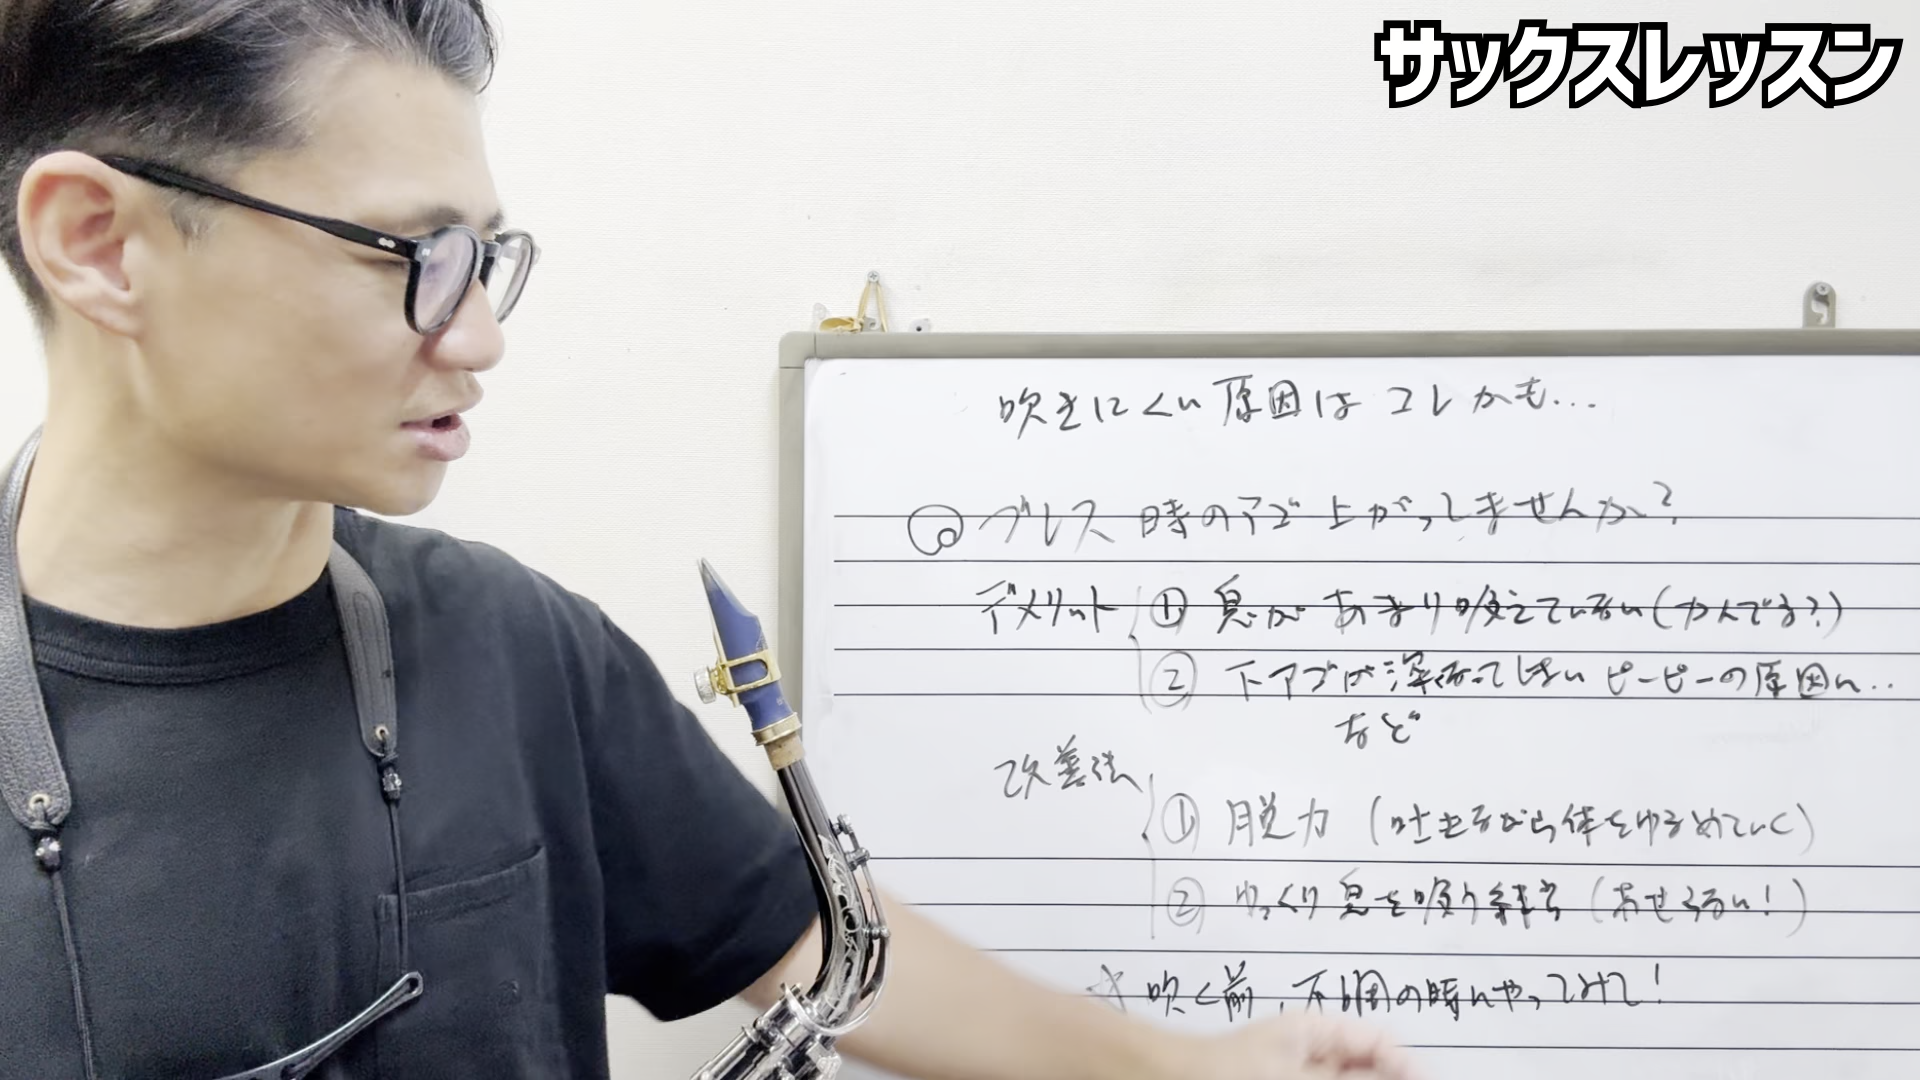 サックスレッスン
吹きにくい原因はコレかも...
◎ ブレス時のアゴ上がってしませんか?
デメリット ① 息があまり吸えていない(かんでる?)
② 下アゴが深くなってしまいピーピーの原因に..
など
改善法 ① 脱力 (吐きながら体をゆるめていく)
② ゆっくり息を吸う練習 (あせらない!)
☆ 吹く前、不調の時にやってみて!